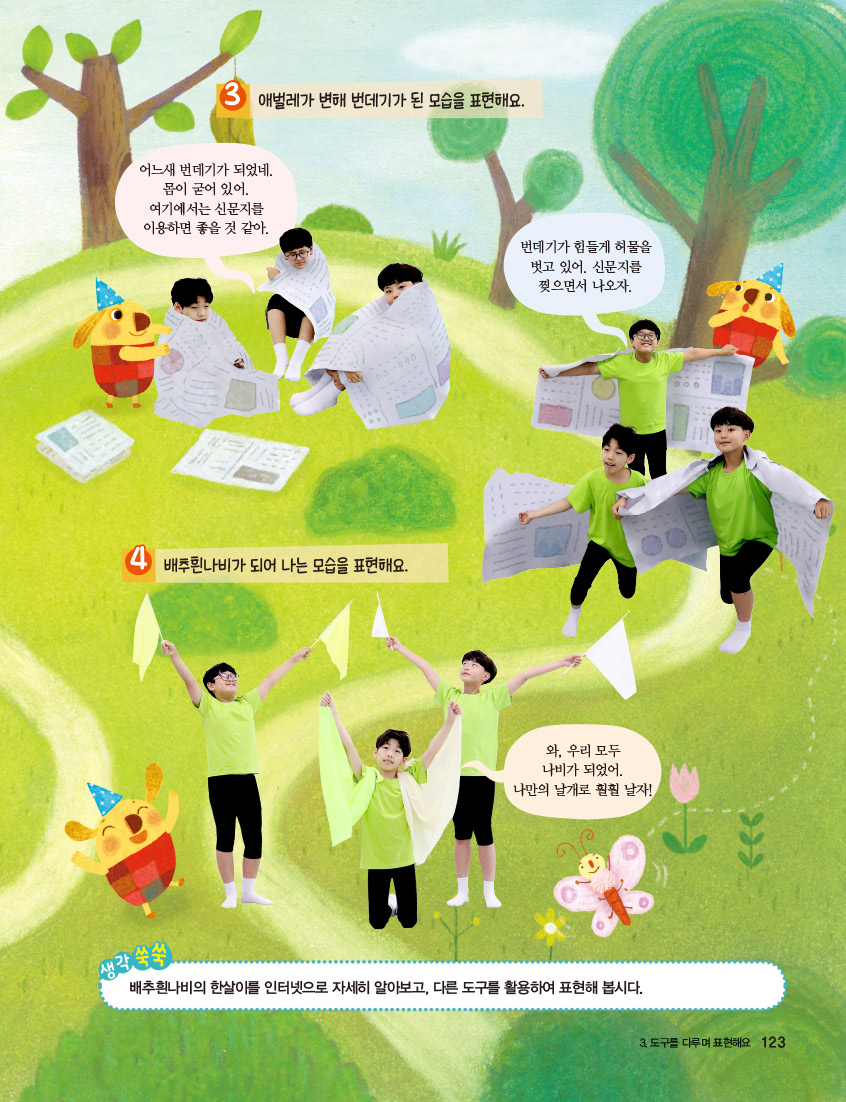 3 애벌레가 변해 번데기가 된 모습을 표현해요.
어느새 번데기가 되었네.
몸이 굳어 있어.
여기에서는 신문지를
이용하면 좋을 것 같아.
번데기가 힘들게 허물을
벗고 있어. 신문지를
찢으면서 나오자.
4 배추흰나비가 되어 나는 모습을 표현해요.
와, 우리 모두
나비가 되었어.
나만의 날개로 훨훨 날자!
생각 쑥쑥
배추흰나비의 한살이를 인터넷으로 자세히 알아보고, 다른 도구를 활용하여 표현해 봅시다.
3. 도구를 다루며 표현해요 123